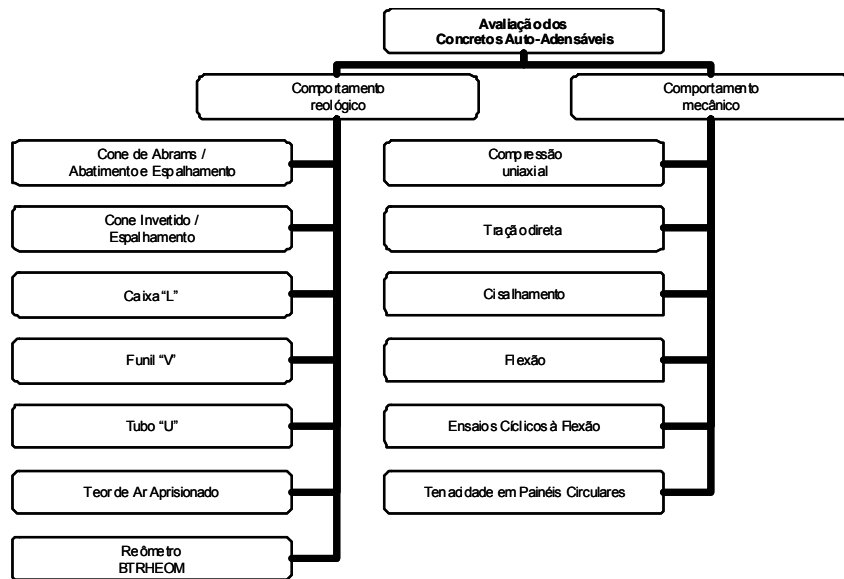 Avaliação dos
Concretos Auto-Adensáveis
Comportamento
reológico
Comportamento
mecânico
Cone de Abrams /
Abatimento e Espalhamento
Cone Invertido /
Espalhamento
Caixa “L”
Funil “V”
Tubo “U”
Teor de Ar Aprisionado
Reômetro
BTRHEOM
Compressão
uniaxial
Tração direta
Cisalhamento
Flexão
Ensaios Cíclicos à Flexão
Tenacidade em Painéis Circulares